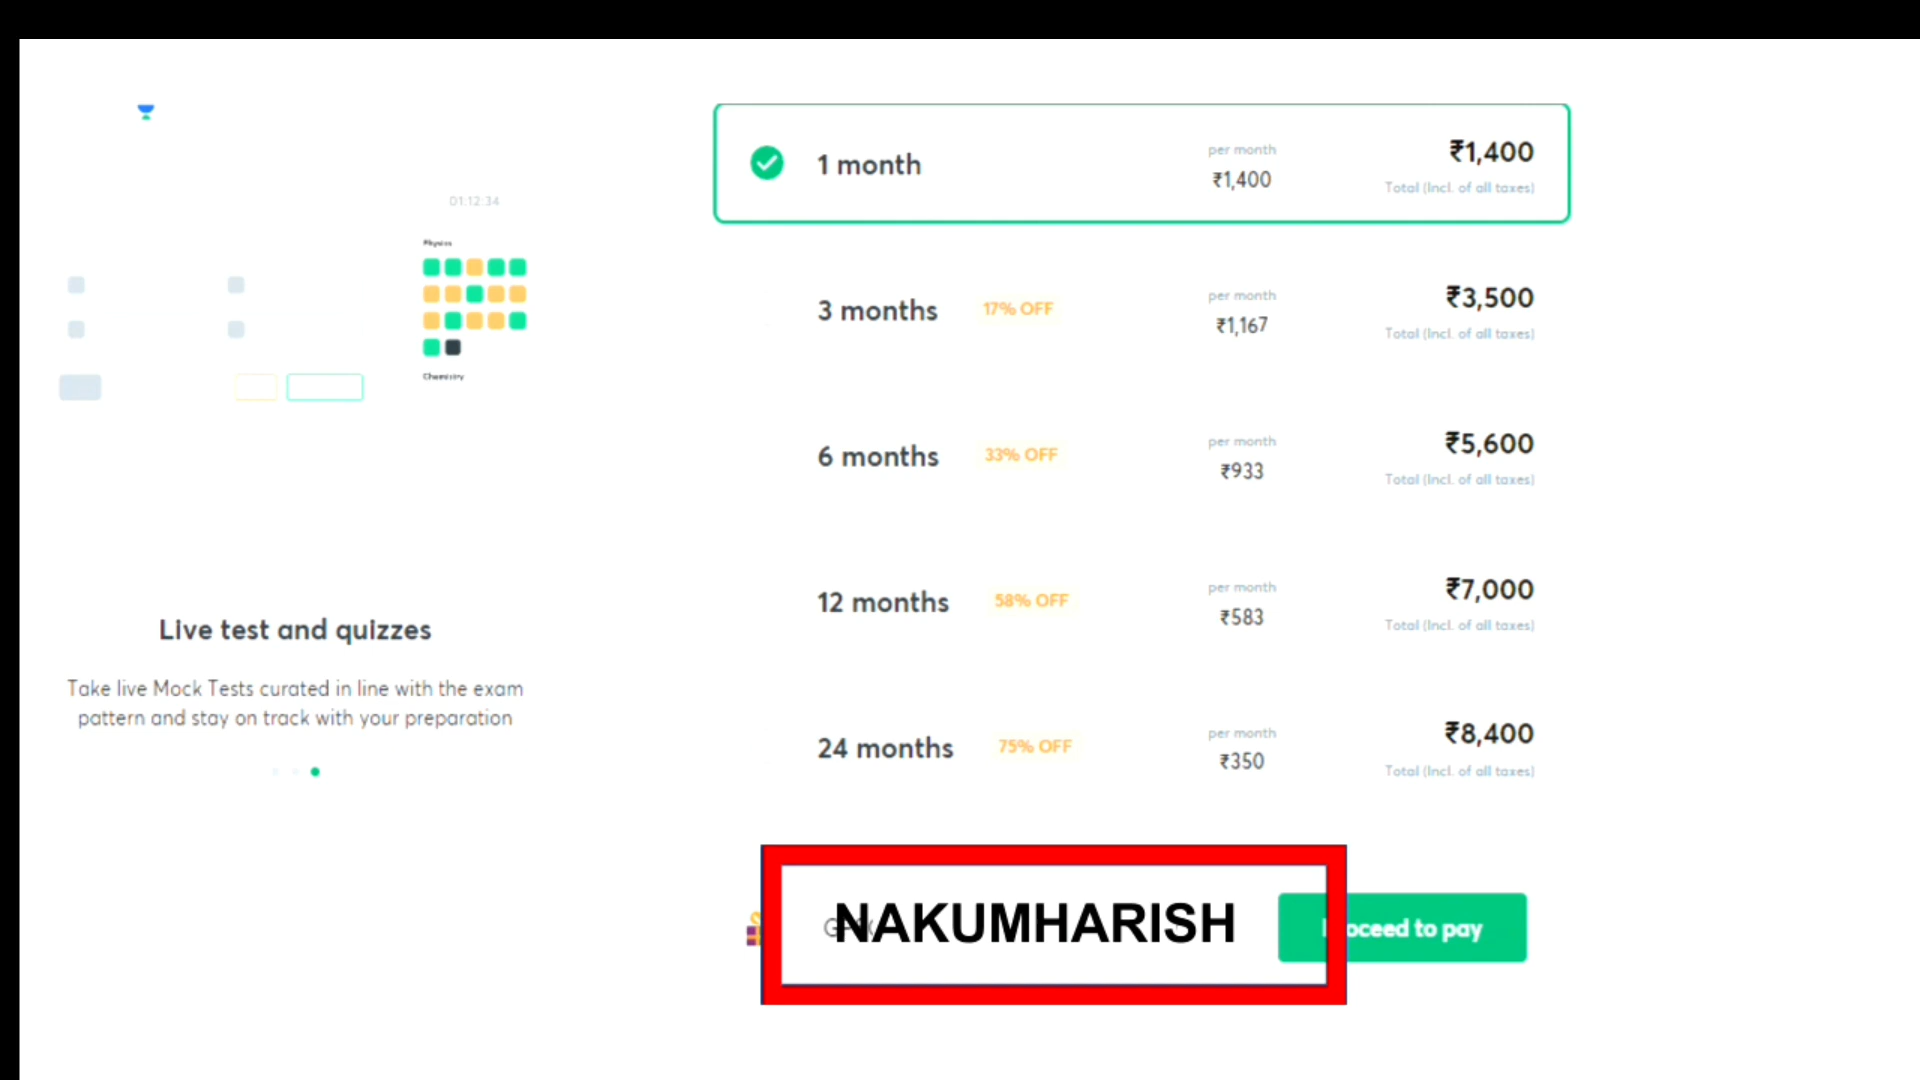 01:12:34
Physics
Chemistry
Live test and quizzes
Take live Mock Tests curated in line with the exam
pattern and stay on track with your preparation
1 month
per month
₹1,400
₹1,400
Total (Incl. of all taxes)
3 months
17% OFF
per month
₹1,167
₹3,500
Total (Incl. of all taxes)
6 months
33% OFF
per month
₹933
₹5,600
Total (Incl. of all taxes)
12 months
58% OFF
per month
₹583
₹7,000
Total (Incl. of all taxes)
24 months
75% OFF
per month
₹350
₹8,400
Total (Incl. of all taxes)
NAKUMHARISH
to pay